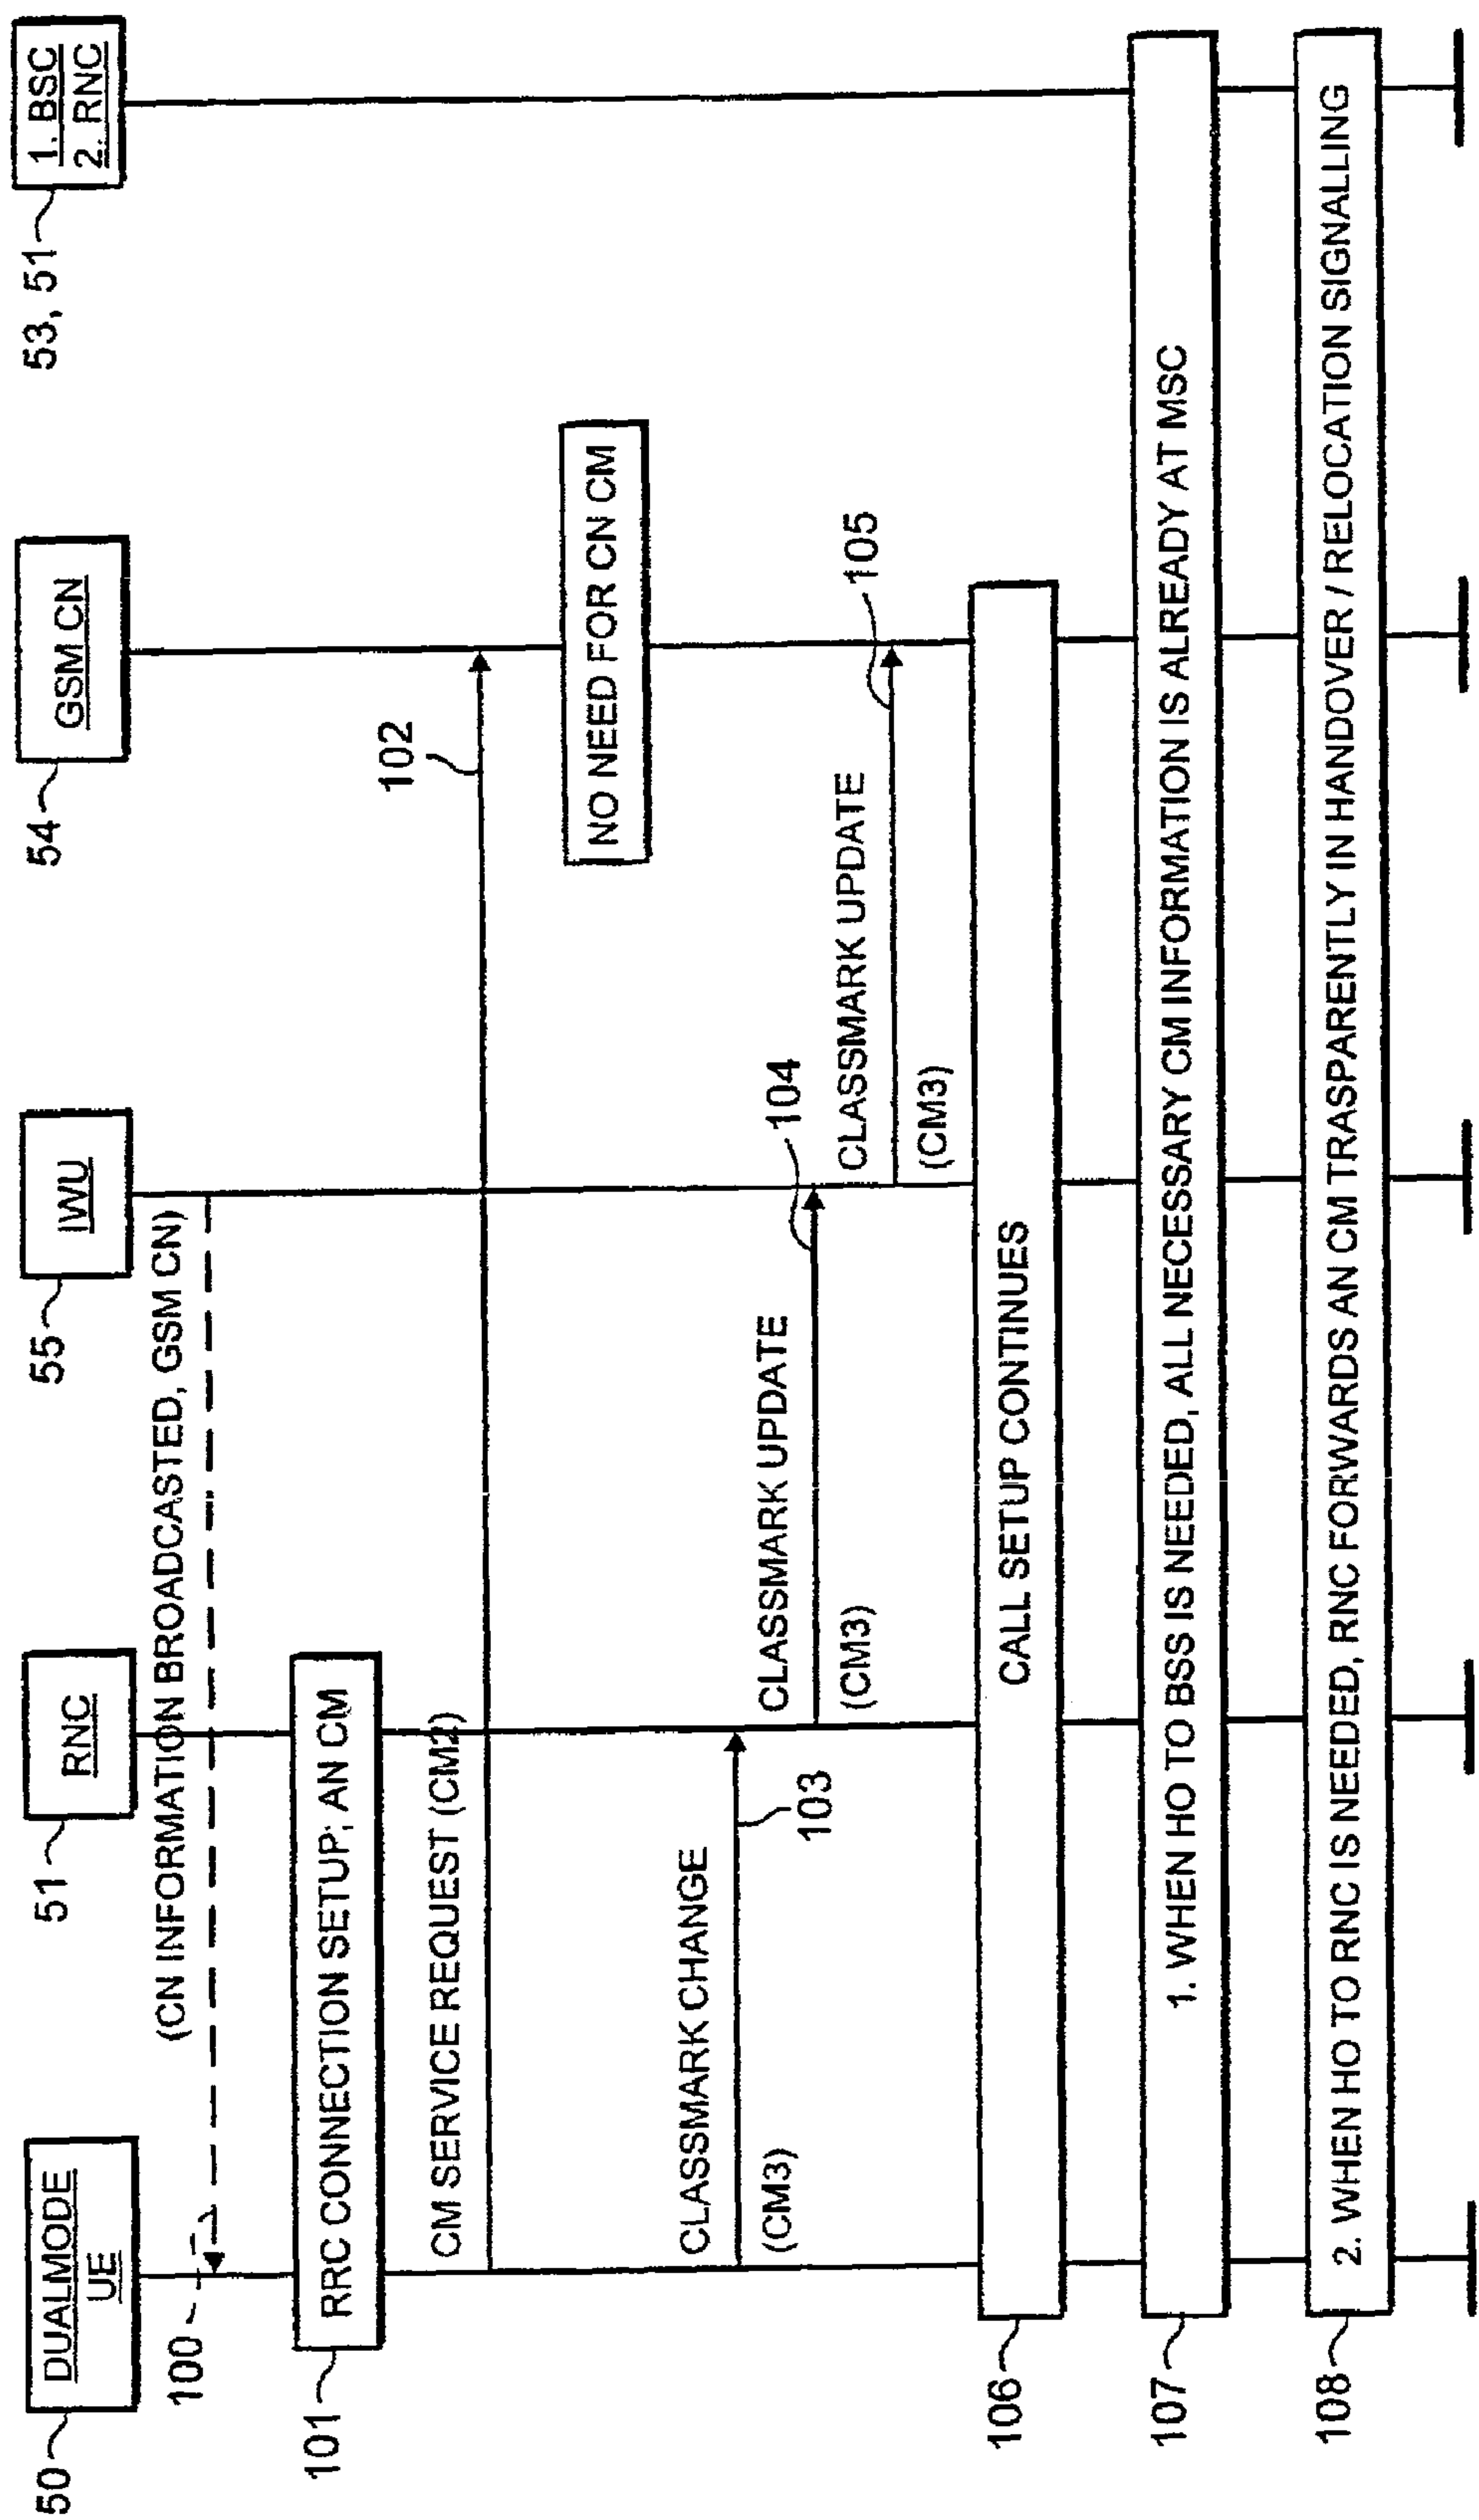 DUALMODE
UE
50
RNC
51
IWU
55
GSM CN
54
1. BSC
2. RNC
53, 51
100
(CN INFORMATION BROADCASTED, GSM CN)
RRC CONNECTION SETUP; AN CM
101
CM SERVICE REQUEST (CM2)
102
NO NEED FOR CN CM
CLASSMARK CHANGE
(CM3)
103
CLASSMARK UPDATE
(CM3)
104
CLASSMARK UPDATE
(CM3)
105
CALL SETUP CONTINUES
106
1. WHEN HO TO BSS IS NEEDED, ALL NECESSARY CM INFORMATION IS ALREADY AT MSC
107
2. WHEN HO TO RNC IS NEEDED, RNC FORWARDS AN CM TRASPARENTLY IN HANDOVER / RELOCATION SIGNALLING
108